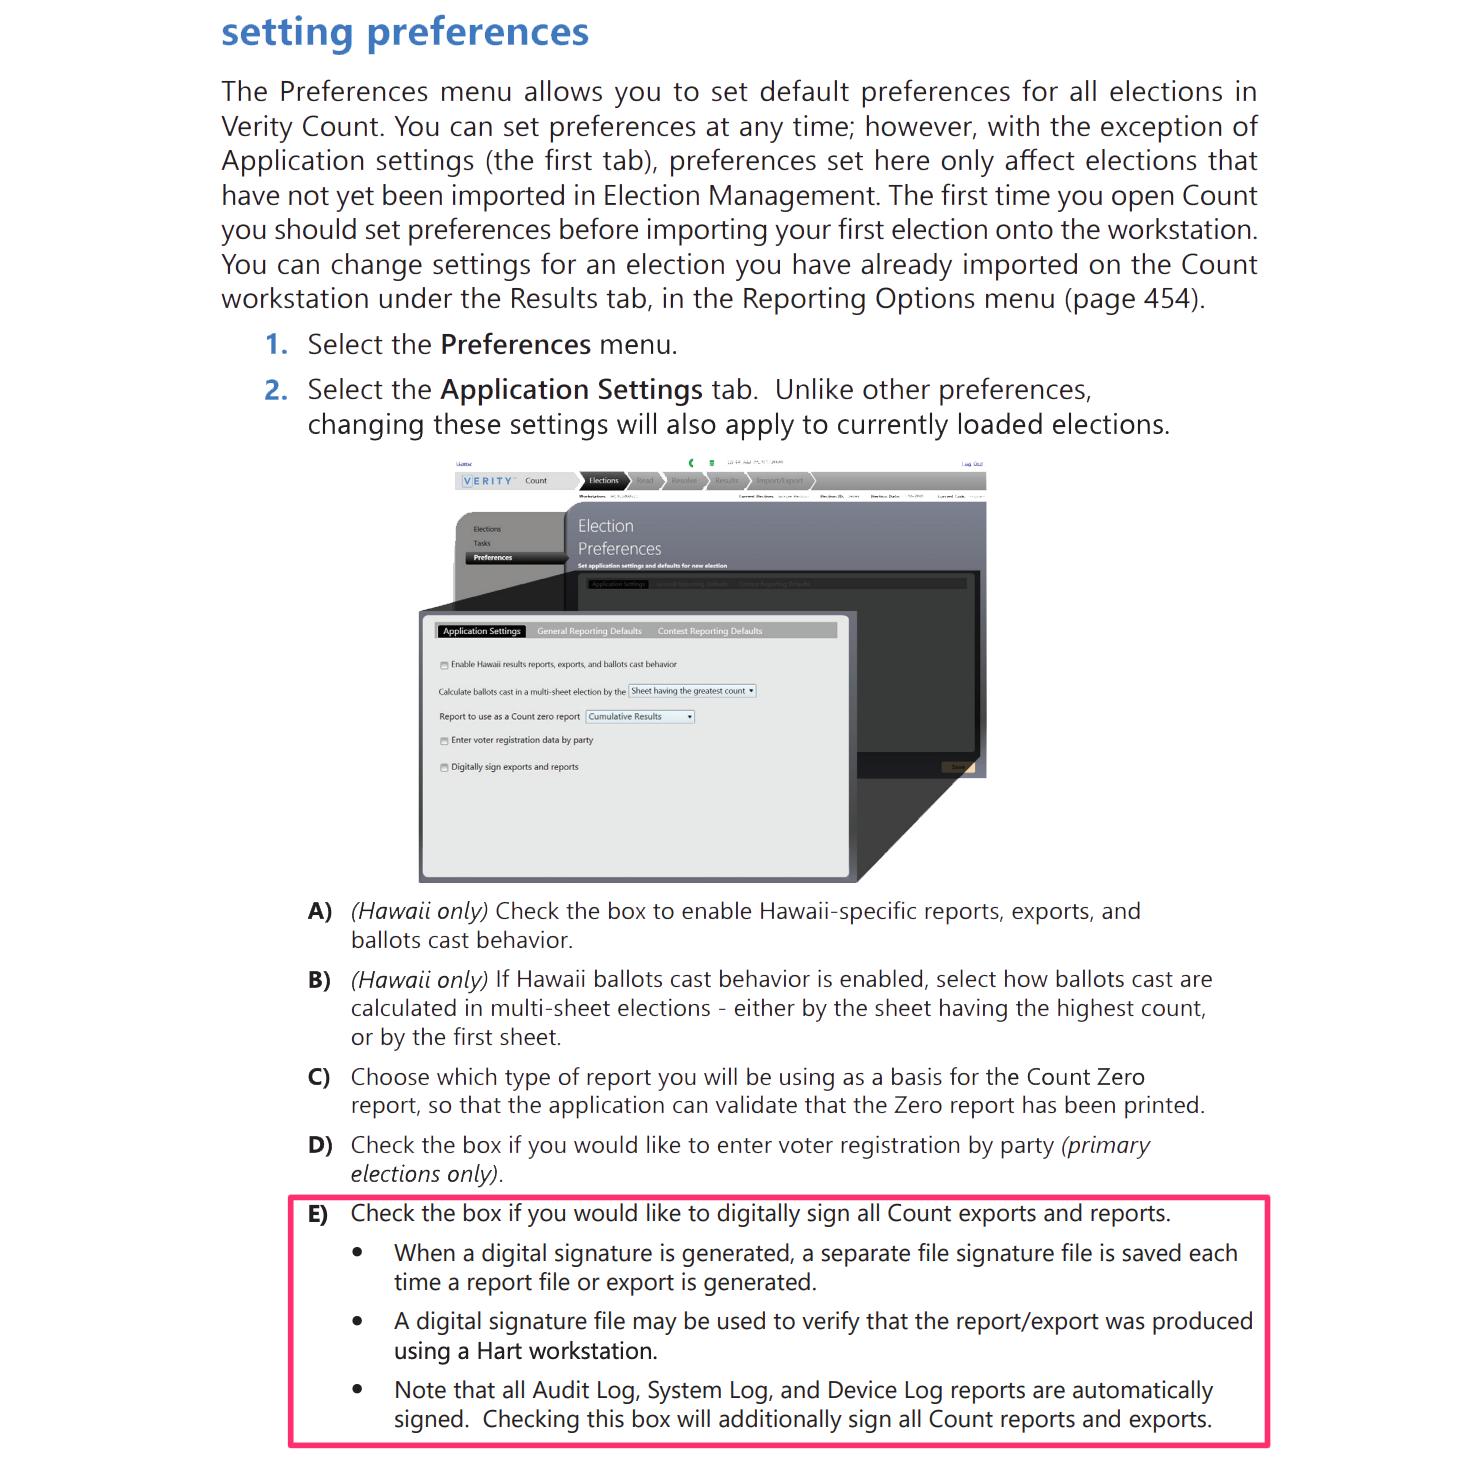 setting preferences
The Preferences menu allows you to set default preferences for all elections in
Verity Count. You can set preferences at any time; however, with the exception of
Application settings (the first tab), preferences set here only affect elections that
have not yet been imported in Election Management. The first time you open Count
you should set preferences before importing your first election onto the workstation.
You can change settings for an election you have already imported on the Count
workstation under the Results tab, in the Reporting Options menu (page 454).
1. Select the Preferences menu.
2. Select the Application Settings tab.  Unlike other preferences,
changing these settings will also apply to currently loaded elections.
Home
Log Out
VERITY Count Elections Read Resolve Results Import/Export
Elections
Tasks
Preferences
Election
Preferences
Set application settings and defaults for new election
Application Settings General Reporting Defaults Contest Reporting Defaults
Save
Application Settings General Reporting Defaults Contest Reporting Defaults
Enable Hawaii results reports, exports, and ballots cast behavior
Calculate ballots cast in a multi-sheet election by the Sheet having the greatest count
Report to use as a Count zero report Cumulative Results
Enter voter registration data by party
Digitally sign exports and reports
A) (Hawaii only) Check the box to enable Hawaii-specific reports, exports, and
ballots cast behavior.
B) (Hawaii only) If Hawaii ballots cast behavior is enabled, select how ballots cast are
calculated in multi-sheet elections - either by the sheet having the highest count,
or by the first sheet.
C) Choose which type of report you will be using as a basis for the Count Zero
report, so that the application can validate that the Zero report has been printed.
D) Check the box if you would like to enter voter registration by party (primary
elections only).
E) Check the box if you would like to digitally sign all Count exports and reports.
• When a digital signature is generated, a separate file signature file is saved each
time a report file or export is generated.
• A digital signature file may be used to verify that the report/export was produced
using a Hart workstation.
• Note that all Audit Log, System Log, and Device Log reports are automatically
signed.  Checking this box will additionally sign all Count reports and exports.